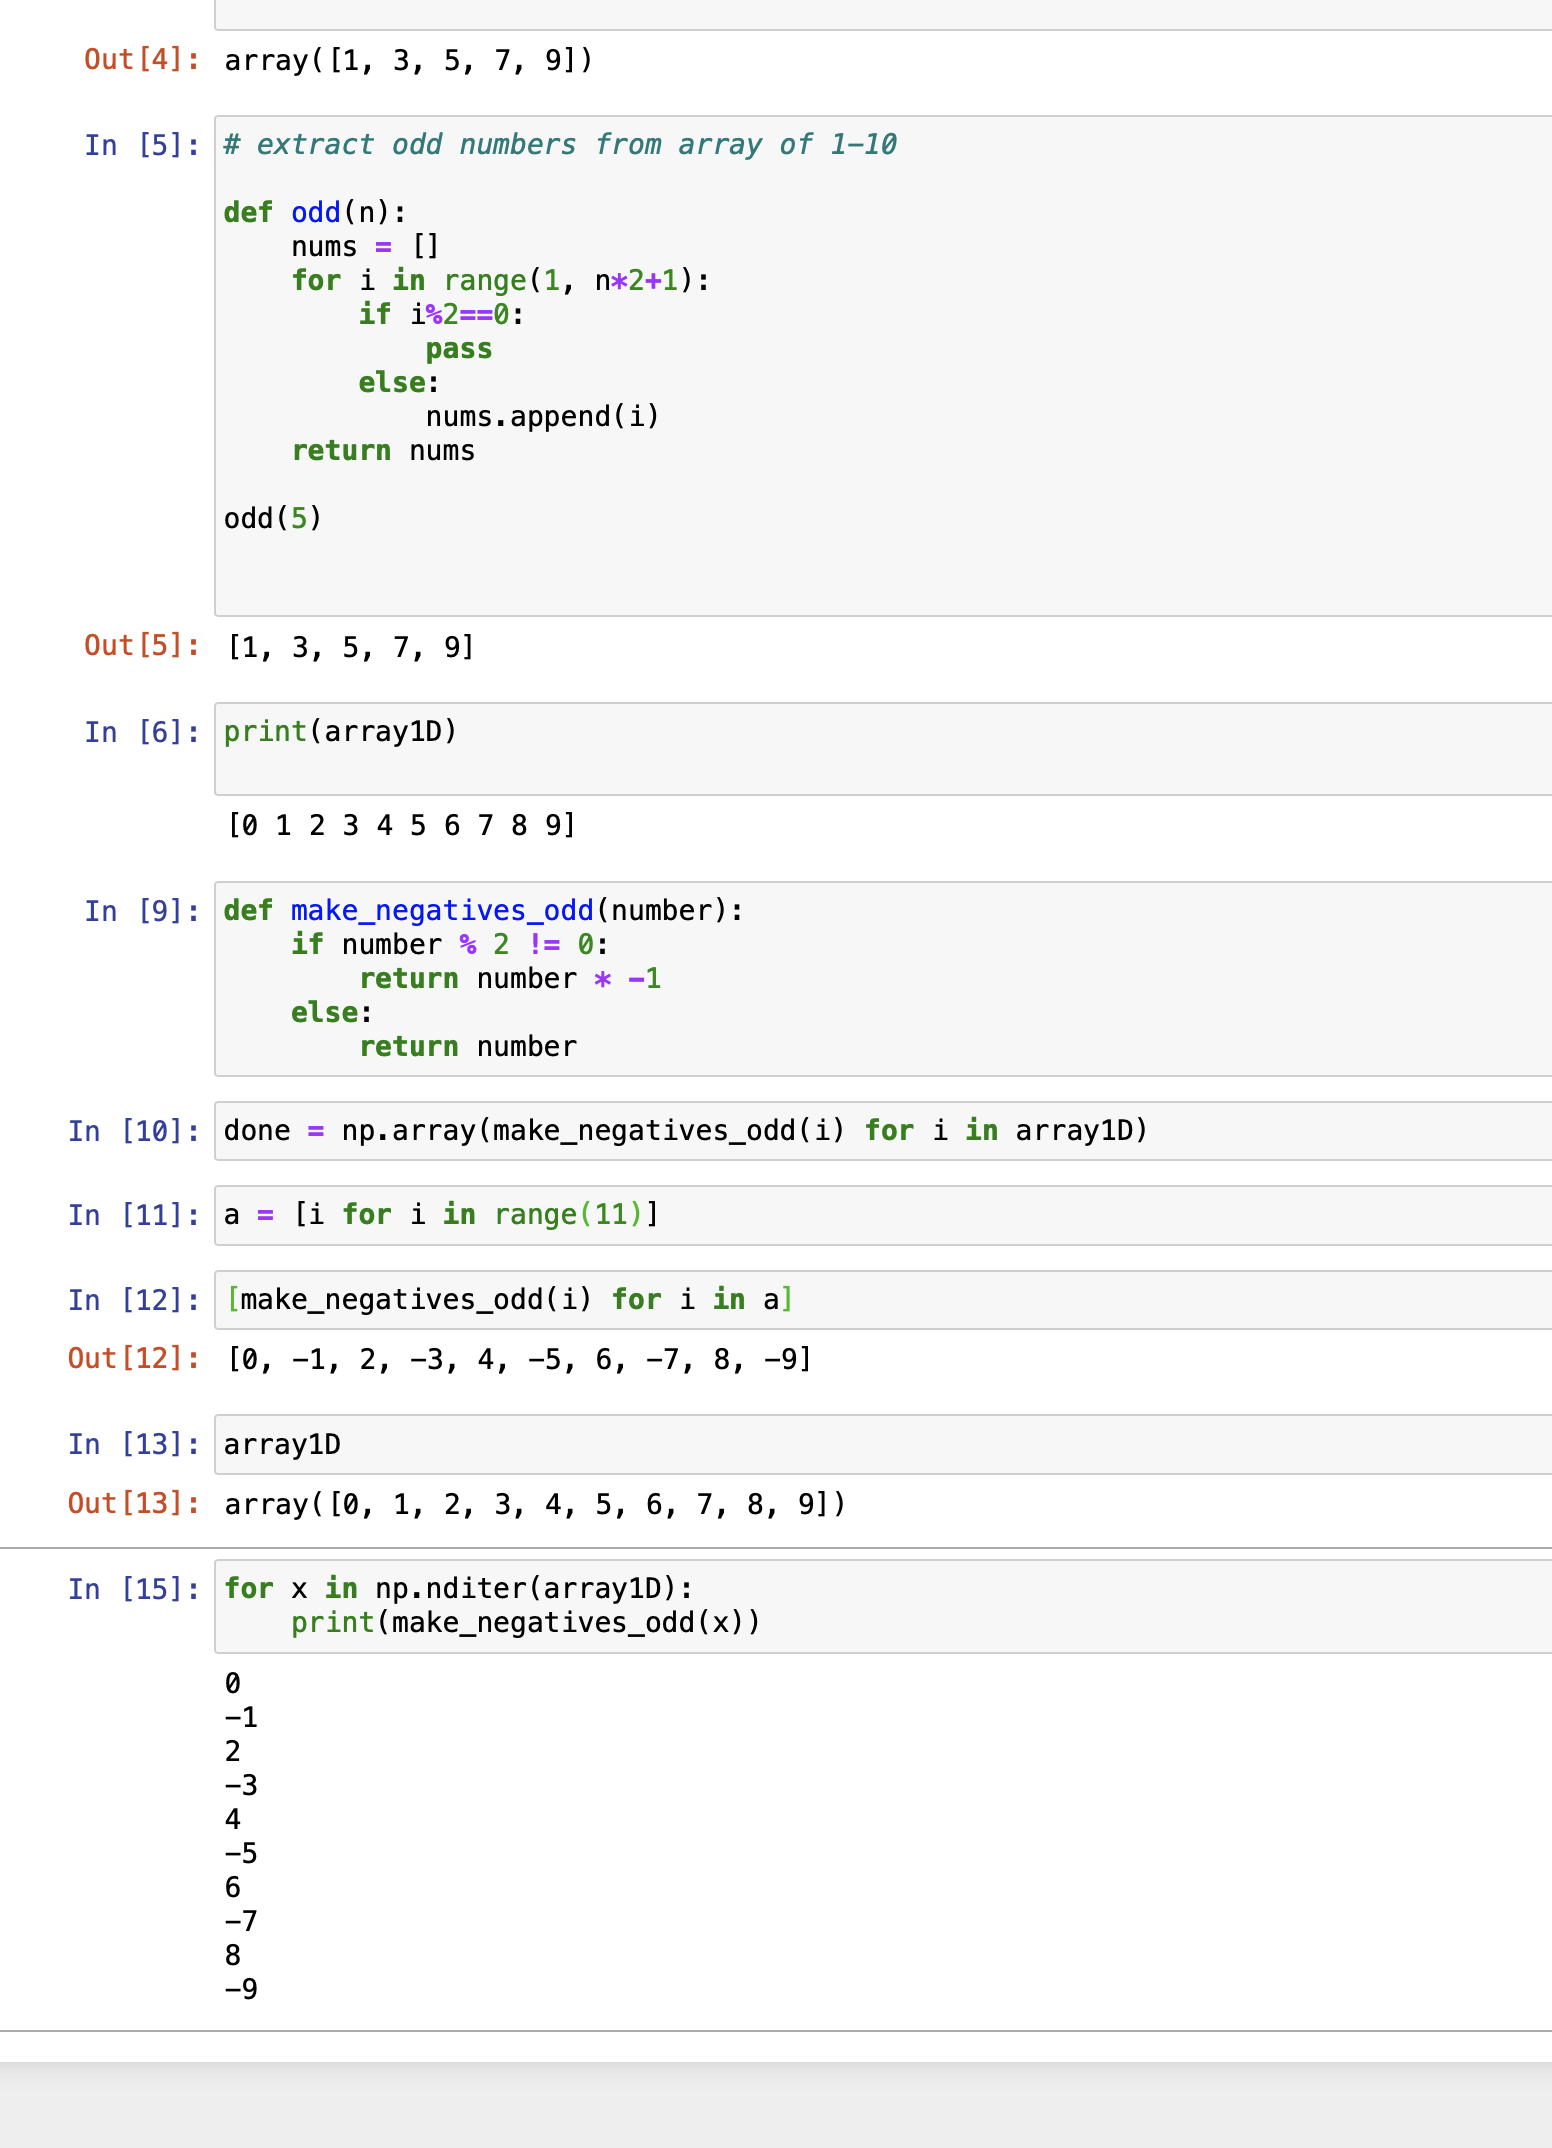 Out[4]: array([1, 3, 5, 7, 9])
In [5]: # extract odd numbers from array of 1-10
def odd(n):
    nums = []
    for i in range(1, n*2+1):
        if i%2==0:
            pass
        else:
            nums.append(i)
    return nums
odd(5)
Out[5]: [1, 3, 5, 7, 9]
In [6]: print(array1D)
[0 1 2 3 4 5 6 7 8 9]
In [9]: def make_negatives_odd(number):
    if number % 2 != 0:
        return number * -1
    else:
        return number
In [10]: done = np.array(make_negatives_odd(i) for i in array1D)
In [11]: a = [i for i in range(11)]
In [12]: [make_negatives_odd(i) for i in a]
Out[12]: [0, -1, 2, -3, 4, -5, 6, -7, 8, -9]
In [13]: array1D
Out[13]: array([0, 1, 2, 3, 4, 5, 6, 7, 8, 9])
In [15]: for x in np.nditer(array1D):
    print(make_negatives_odd(x))
0
-1
2
-3
4
-5
6
-7
8
-9